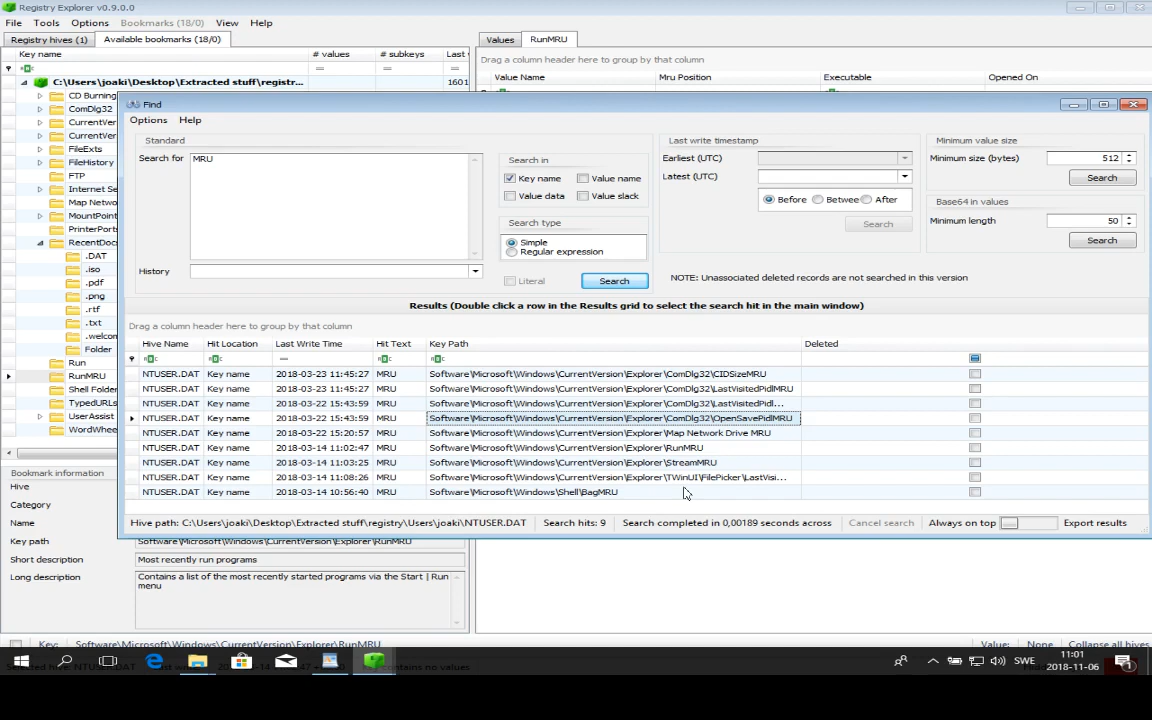 Registry Explorer v0.9.0.0
File Tools Options Bookmarks (18/0) View Help
Registry hives (1) Available bookmarks (18/0) Values RunMRU
Key name # values # subkeys Last
Drag a column header here to group by that column
Value Name Mru Position Executable Opened On
C:\Users\joaki\Desktop\Extracted stuff\registr... 1601
CD Burning
ComDlg32
CurrentVer
CurrentVer
FileExts
FileHistory
FTP
Internet Se
Map Netwo
MountPoint
PrinterPorts
RecentDocs
.DAT
.iso
.pdf
.png
.rtf
.txt
.welcom
Folder
Run
RunMRU
Shell Folder
TypedURLs
UserAssist
WordWhee
Find
Options Help
Standard
Search for MRU
Search in
Key name Value name
Value data Value slack
Search type
Simple
Regular expression
History
Literal Search
Last write timestamp
Earliest (UTC)
Latest (UTC)
Before Betwee After
Search
Minimum value size
Minimum size (bytes) 512
Search
Base64 in values
Minimum length 50
Search
NOTE: Unassociated deleted records are not searched in this version
Results (Double click a row in the Results grid to select the search hit in the main window)
Drag a column header here to group by that column
Hive Name Hit Location Last Write Time Hit Text Key Path Deleted
NTUSER.DAT Key name 2018-03-23 11:45:27 MRU Software\Microsoft\Windows\CurrentVersion\Explorer\ComDlg32\CIDSizeMRU
NTUSER.DAT Key name 2018-03-23 11:45:27 MRU Software\Microsoft\Windows\CurrentVersion\Explorer\ComDlg32\LastVisitedPidlMRU
NTUSER.DAT Key name 2018-03-22 15:43:59 MRU Software\Microsoft\Windows\CurrentVersion\Explorer\ComDlg32\LastVisitedPidl...
NTUSER.DAT Key name 2018-03-22 15:43:59 MRU Software\Microsoft\Windows\CurrentVersion\Explorer\ComDlg32\OpenSavePidlMRU
NTUSER.DAT Key name 2018-03-22 15:20:57 MRU Software\Microsoft\Windows\CurrentVersion\Explorer\Map Network Drive MRU
NTUSER.DAT Key name 2018-03-14 11:02:47 MRU Software\Microsoft\Windows\CurrentVersion\Explorer\RunMRU
NTUSER.DAT Key name 2018-03-14 11:03:25 MRU Software\Microsoft\Windows\CurrentVersion\Explorer\StreamMRU
NTUSER.DAT Key name 2018-03-14 11:08:26 MRU Software\Microsoft\Windows\CurrentVersion\Explorer\TWinUI\FilePicker\LastVisi...
NTUSER.DAT Key name 2018-03-14 10:56:40 MRU Software\Microsoft\Windows\Shell\BagMRU
Hive path: C:\Users\joaki\Desktop\Extracted stuff\registry\Users\joaki\NTUSER.DAT Search hits: 9 Search completed in 0,00189 seconds across Cancel search Always on top Export results
Bookmark information
Hive
Category
Name
Key path Software\Microsoft\Windows\CurrentVersion\Explorer\RunMRU
Short description Most recently run programs
Long description Contains a list of the most recently started programs via the Start | Run
menu
Key: Software\Microsoft\Windows\CurrentVersion\Explorer\RunMRU Value: None Collapse all hives
SWE 11:01
2018-11-06
1